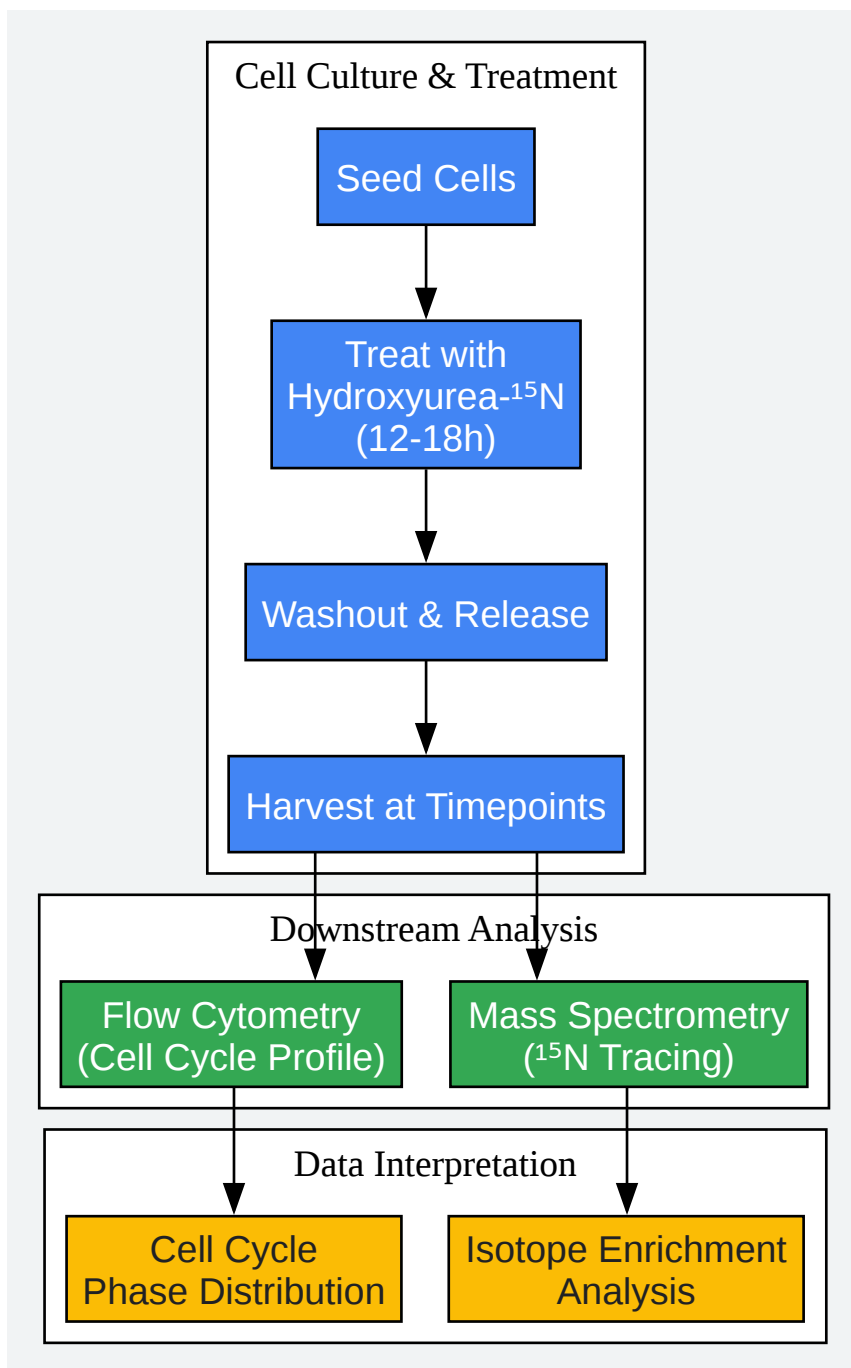 Cell Culture & Treatment
Seed Cells
Treat with
Hydroxyurea-¹⁵N
(12-18h)
Washout & Release
Harvest at Timepoints
Downstream Analysis
Flow Cytometry
(Cell Cycle Profile)
Mass Spectrometry
(¹⁵N Tracing)
Data Interpretation
Cell Cycle
Phase Distribution
Isotope Enrichment
Analysis